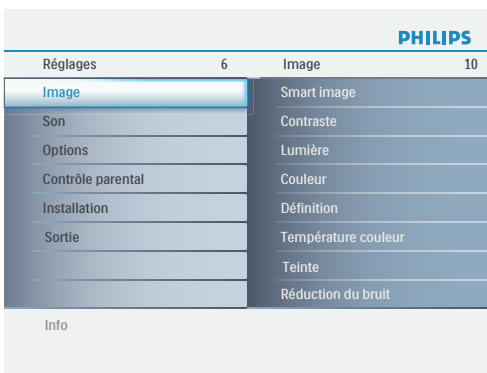 PHILIPS
Réglages 6 Image 10
Image Smart image
Son Contraste
Options Lumière
Contrôle parental Couleur
Installation Définition
Sortie Température couleur
Teinte
Réduction du bruit
Info